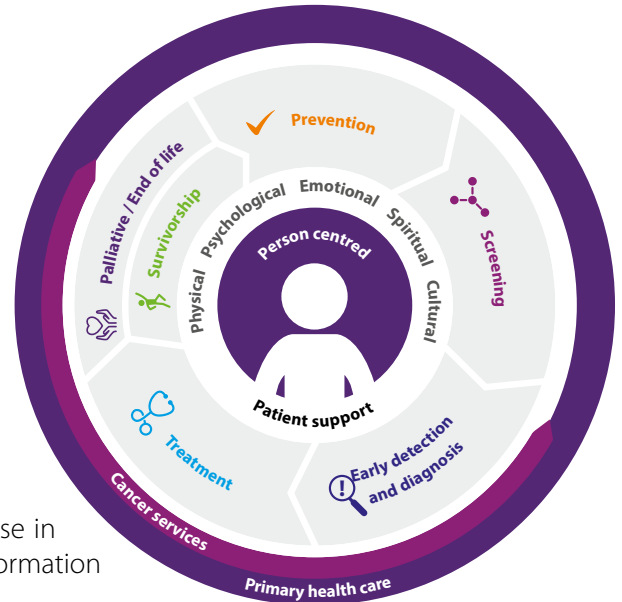 Prevention
Screening
Early detection
and diagnosis
Treatment
Palliative / End of life
Survivorship
Physical Psychological Emotional Spiritual Cultural
Person centred
Patient support
Cancer services
Primary health care
se in
ormation